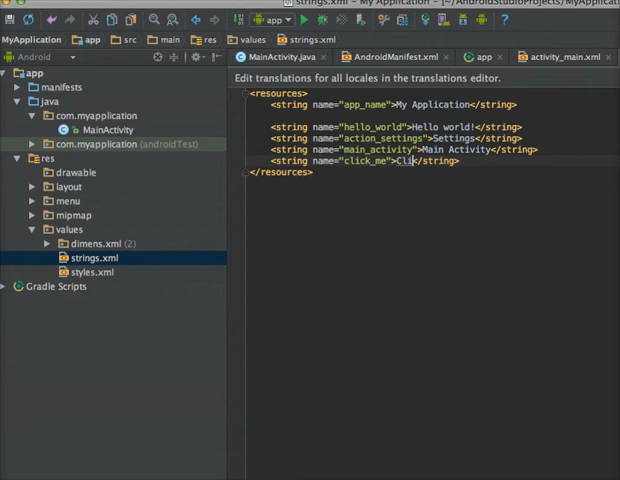 strings.xml - My Application - [~/AndroidStudioProjects/MyApplication
app
MyApplication app src main res values strings.xml
Android
MainActivity.java AndroidManifest.xml app activity_main.xml
app
manifests
java
com.myapplication
MainActivity
com.myapplication (androidTest)
res
drawable
layout
menu
mipmap
values
dimens.xml (2)
strings.xml
styles.xml
Gradle Scripts
Edit translations for all locales in the translations editor.
<resources>
<string name="app_name">My Application</string>
<string name="hello_world">Hello world!</string>
<string name="action_settings">Settings</string>
<string name="main_activity">Main Activity</string>
<string name="click_me">Cli</string>
</resources>